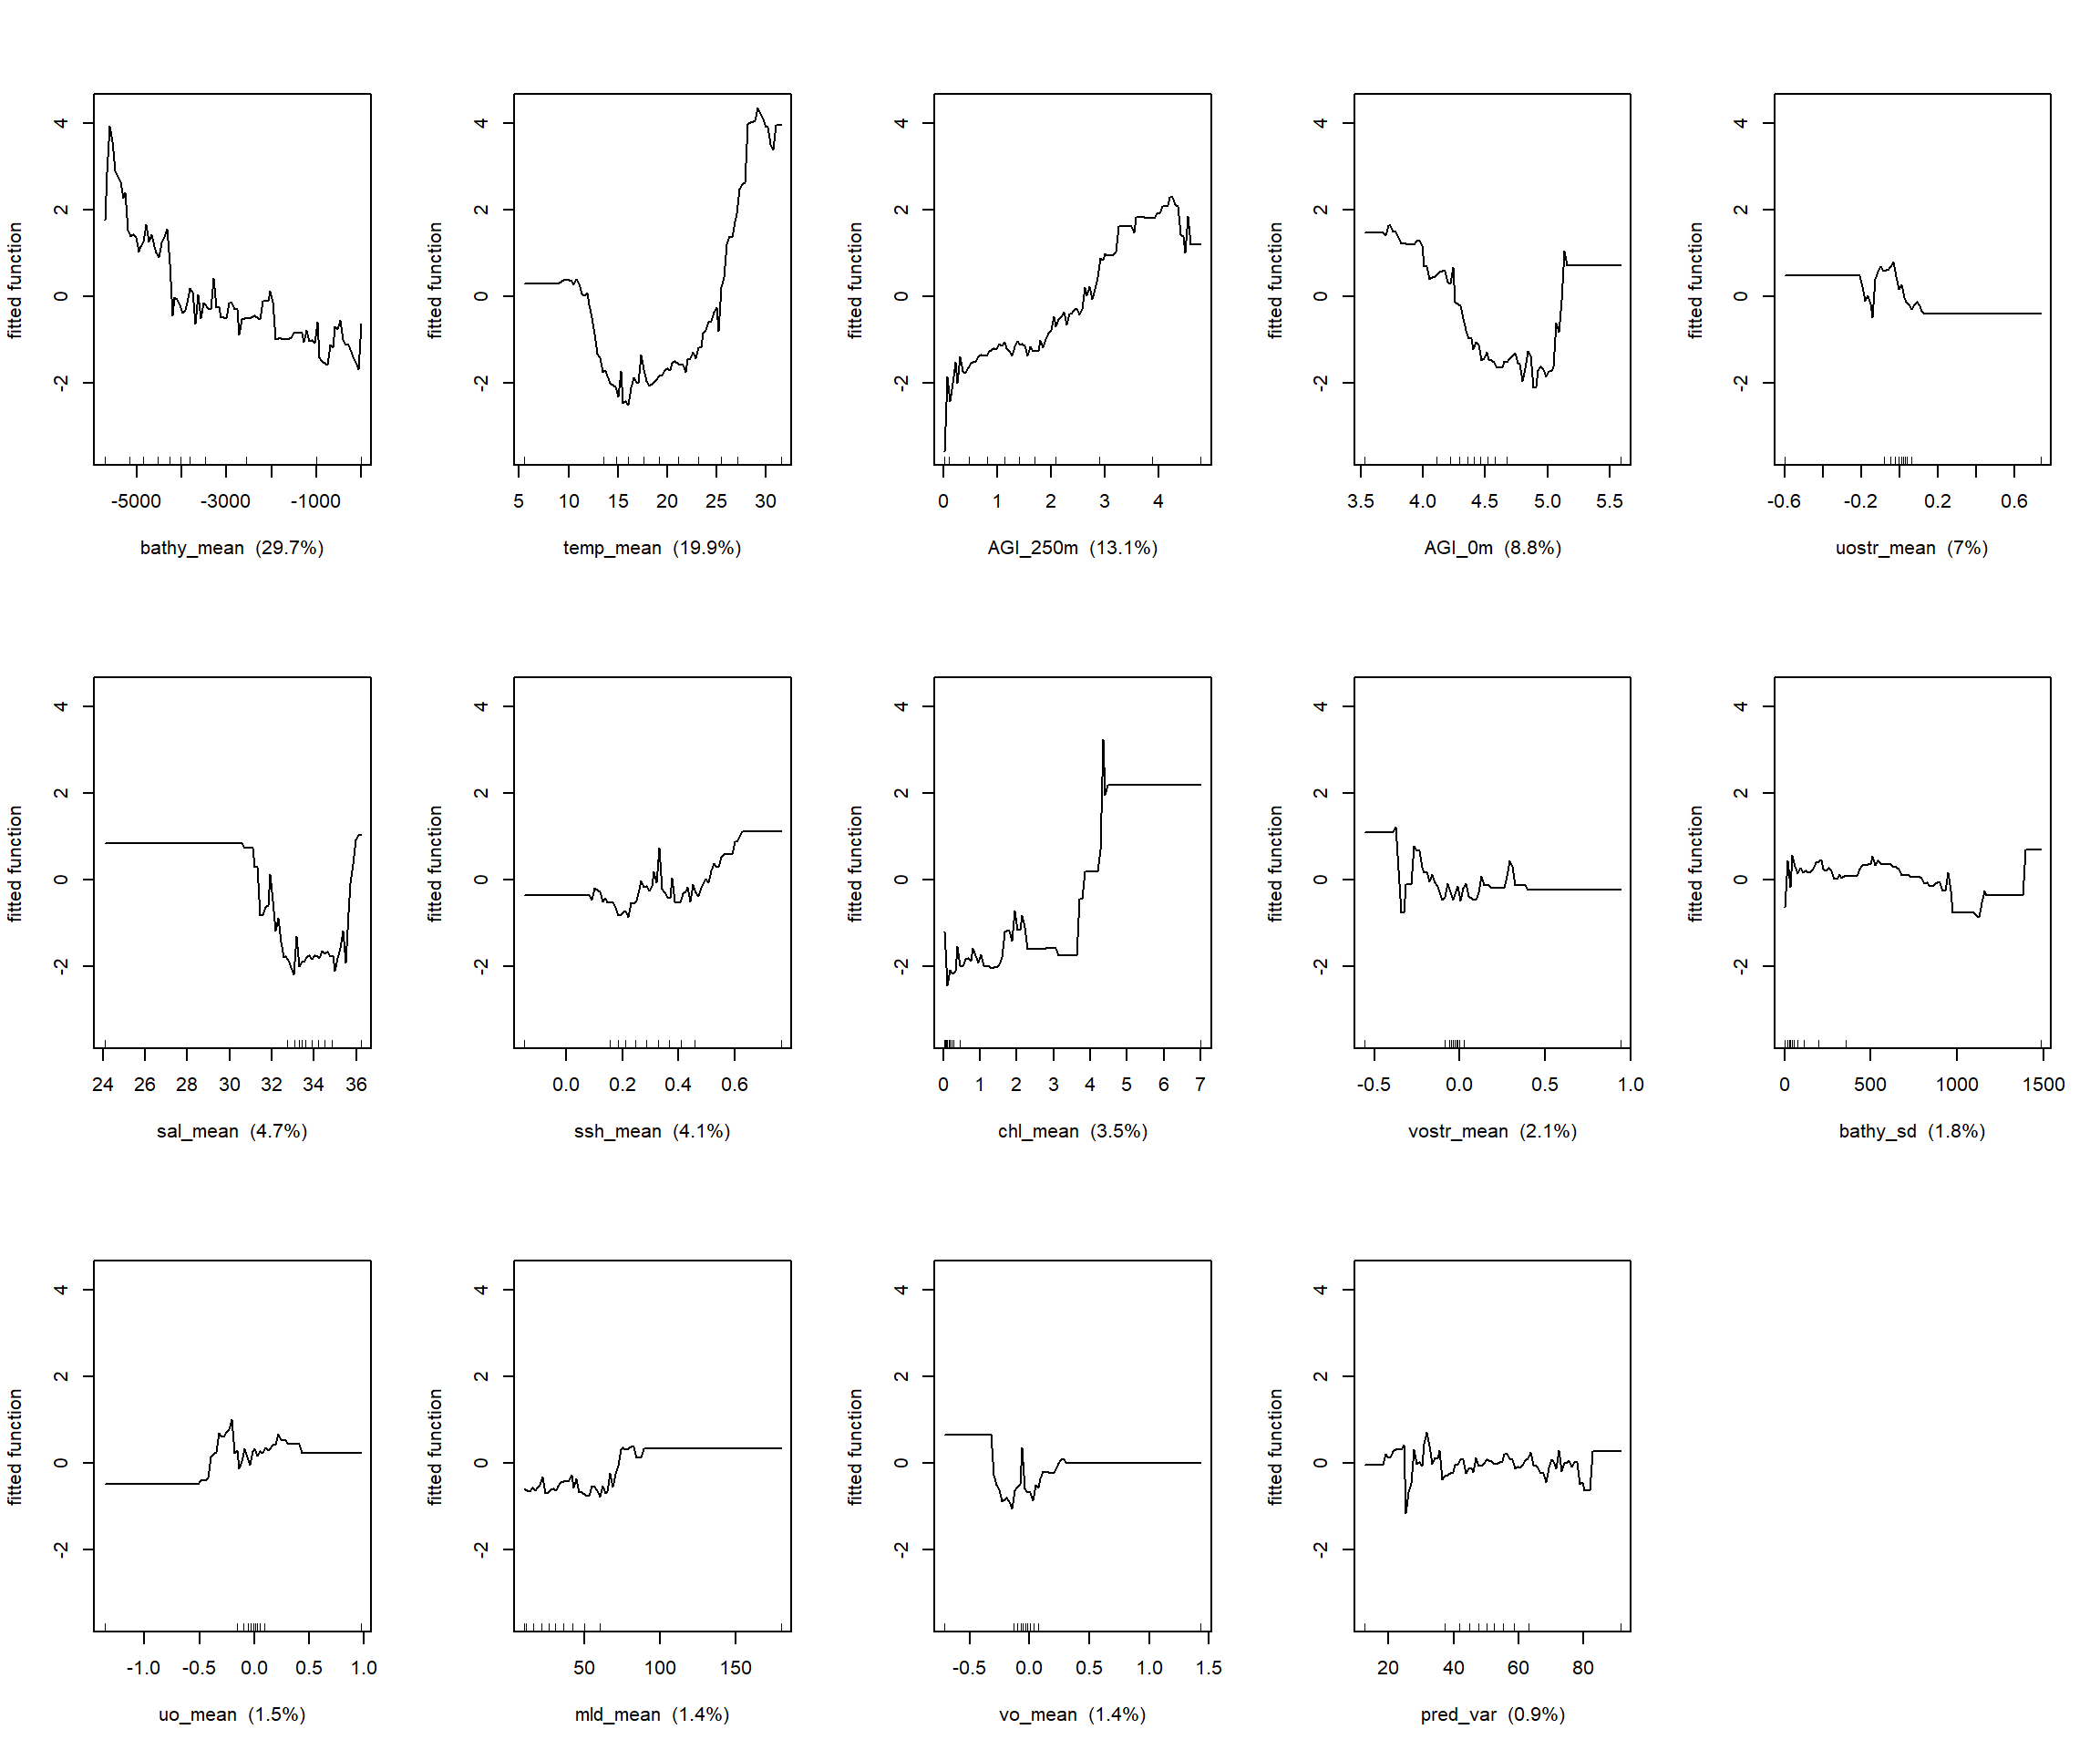 4
2
0
-2
fitted function
-5000 -3000 -1000
bathy_mean (29.7%)
4
2
0
-2
fitted function
5 10 15 20 25 30
temp_mean (19.9%)
4
2
0
-2
fitted function
0 1 2 3 4
AGI_250m (13.1%)
4
2
0
-2
fitted function
3.5 4.0 4.5 5.0 5.5
AGI_0m (8.8%)
4
2
0
-2
fitted function
-0.6 -0.2 0.2 0.6
uostr_mean (7%)
4
2
0
-2
fitted function
24 26 28 30 32 34 36
sal_mean (4.7%)
4
2
0
-2
fitted function
0.0 0.2 0.4 0.6
ssh_mean (4.1%)
4
2
0
-2
fitted function
0 1 2 3 4 5 6 7
chl_mean (3.5%)
4
2
0
-2
fitted function
-0.5 0.0 0.5 1.0
vostr_mean (2.1%)
4
2
0
-2
fitted function
0 500 1000 1500
bathy_sd (1.8%)
4
2
0
-2
fitted function
-1.0 -0.5 0.0 0.5 1.0
uo_mean (1.5%)
4
2
0
-2
fitted function
50 100 150
mld_mean (1.4%)
4
2
0
-2
fitted function
-0.5 0.0 0.5 1.0 1.5
vo_mean (1.4%)
4
2
0
-2
fitted function
20 40 60 80
pred_var (0.9%)